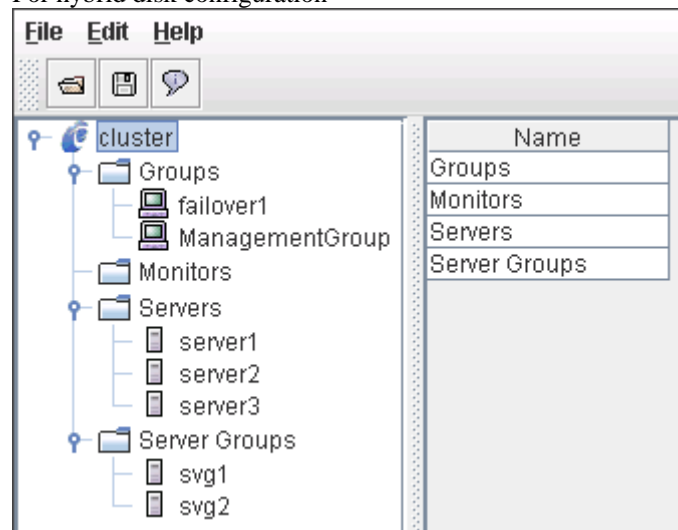 For hybrid disk configuration
File Edit Help
cluster
Groups
failover1
ManagementGroup
Monitors
Servers
server1
server2
server3
Server Groups
svg1
svg2
Name
Groups
Monitors
Servers
Server Groups